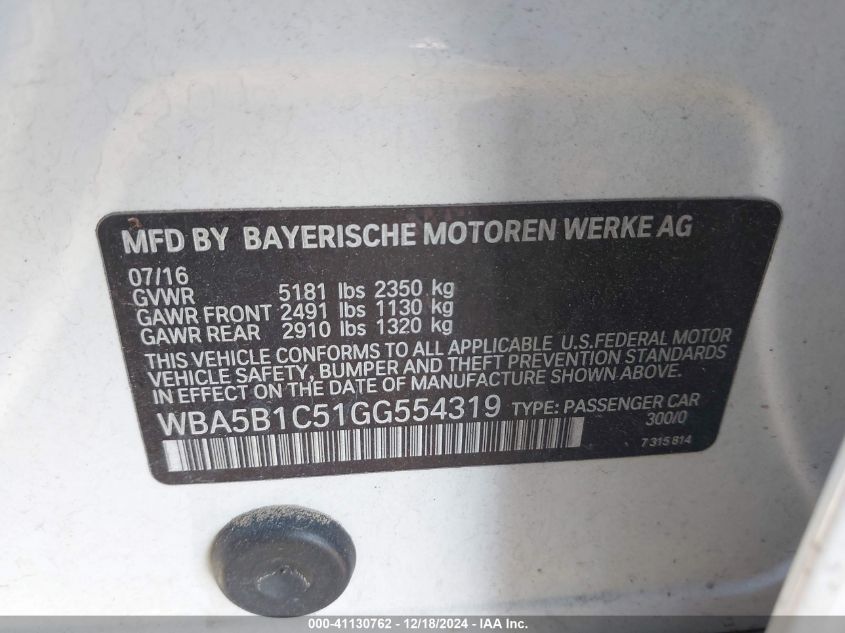 MFD BY BAYERISCHE MOTOREN WERKE AG
07/16
GVWR 5181 lbs 2350 kg
GAWR FRONT 2491 lbs 1130 kg
GAWR REAR 2910 lbs 1320 kg
THIS VEHICLE CONFORMS TO ALL APPLICABLE U.S.FEDERAL MOTOR
VEHICLE SAFETY, BUMPER AND THEFT PREVENTION STANDARDS
IN EFFECT ON THE DATE OF MANUFACTURE SHOWN ABOVE.
WBA5B1C51GG554319 TYPE: PASSENGER CAR
300/0
7 315 814
000-41130762 - 12/18/2024 - IAA Inc.